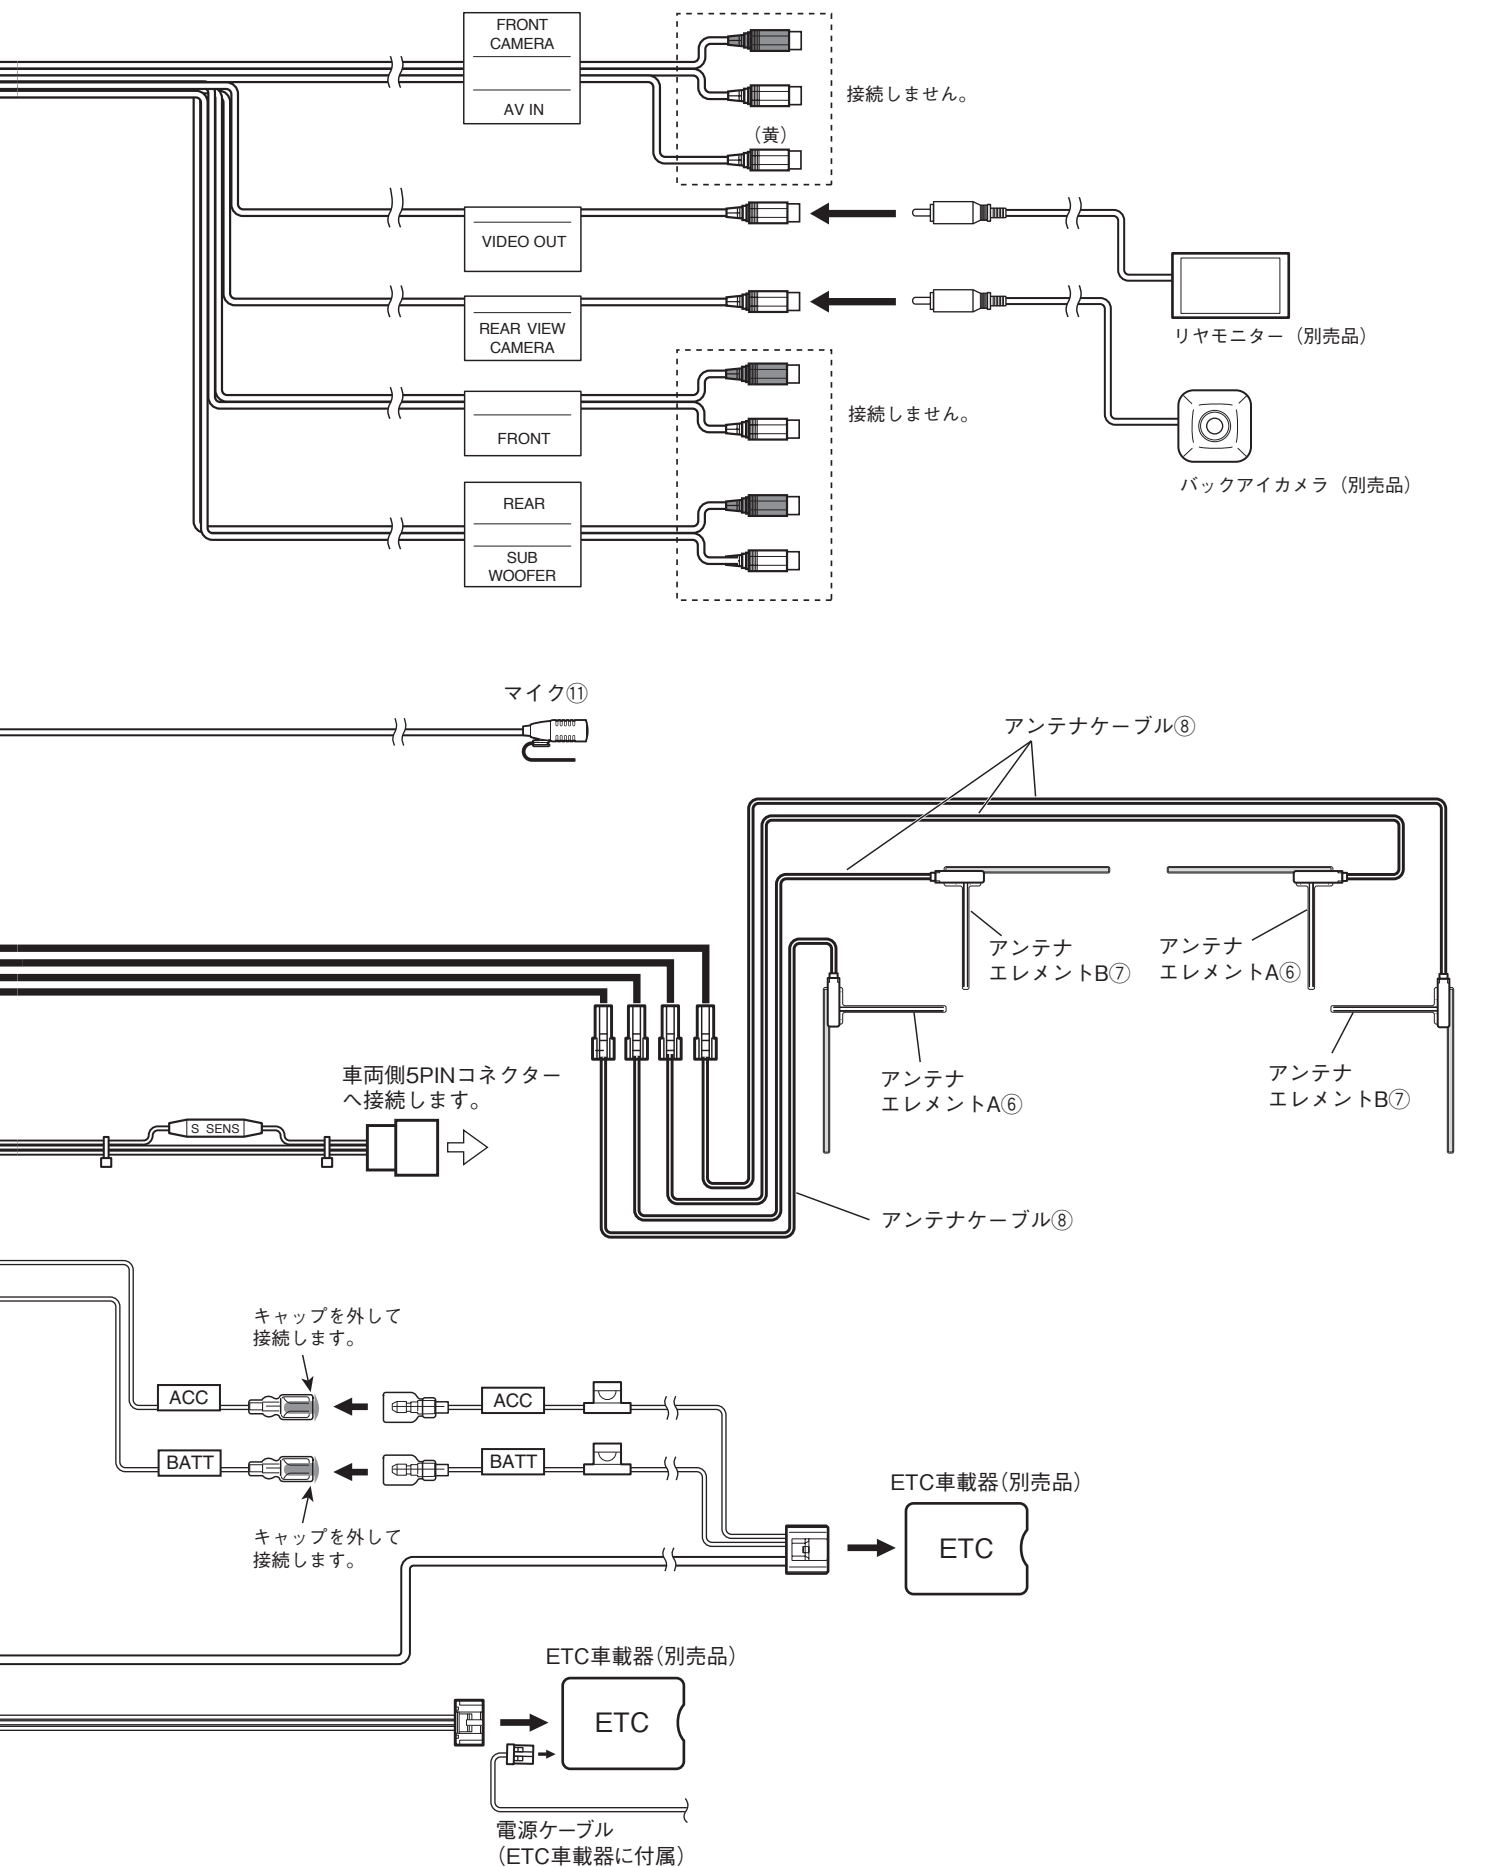 FRONT
CAMERA
AV IN
(黄)
接続しません。
VIDEO OUT
リヤモニター（別売品）
REAR VIEW
CAMERA
FRONT
接続しません。
バックアイカメラ（別売品）
REAR
SUB
WOOFER
マイク⑪
アンテナケーブル⑧
アンテナ
エレメントB⑦
アンテナ
エレメントA⑥
アンテナ
エレメントA⑥
アンテナ
エレメントB⑦
車両側5PINコネクター
へ接続します。
S SENS
アンテナケーブル⑧
キャップを外して
接続します。
ACC
ACC
BATT
BATT
キャップを外して
接続します。
ETC車載器（別売品）
ETC
ETC車載器（別売品）
ETC
電源ケーブル
（ETC車載器に付属）